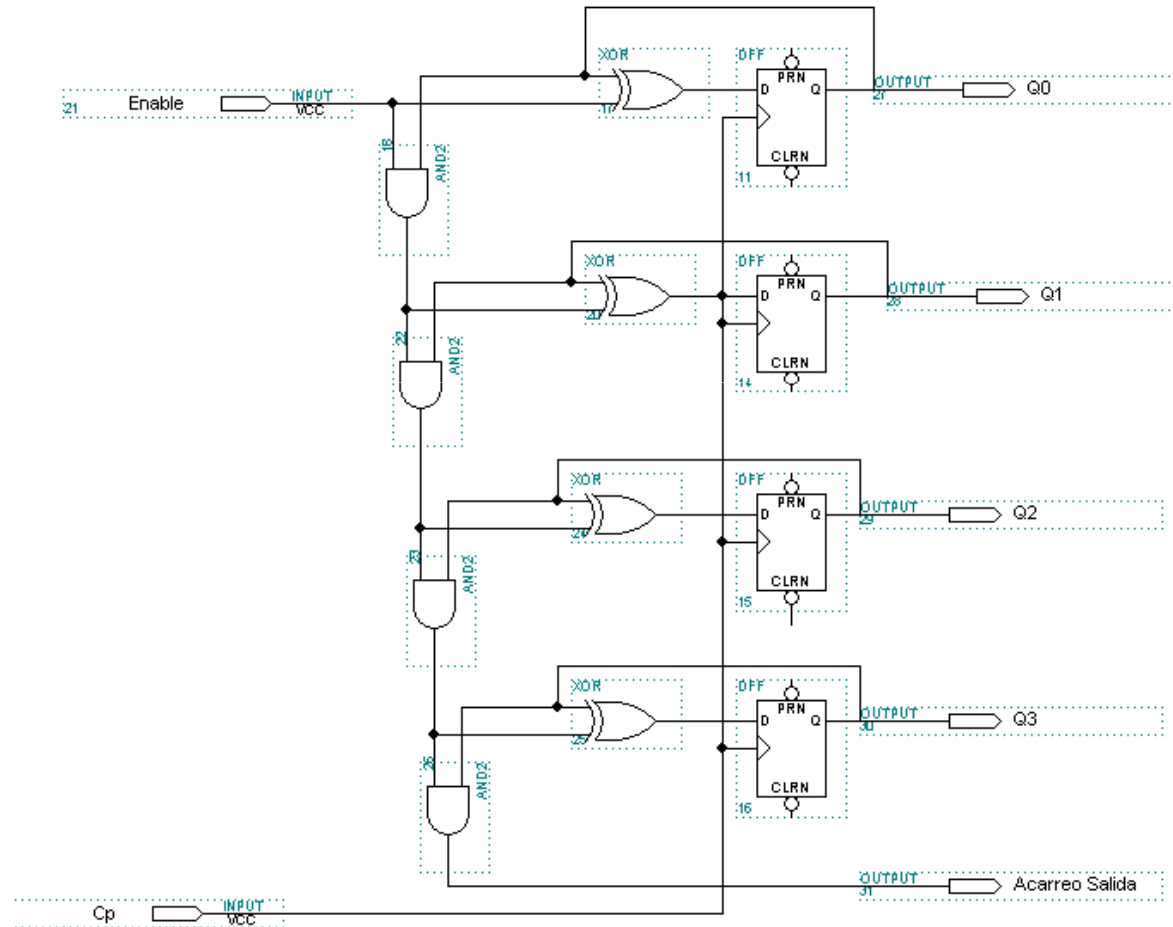 XOR
DFF
PRN
D
Q
CLRN
11
17
21
Enable
INPUT
VCC
OUTPUT
27
Q0
18
AND2
XOR
DFF
PRN
D
Q
CLRN
14
20
OUTPUT
28
Q1
22
AND2
XOR
DFF
PRN
D
Q
CLRN
15
OUTPUT
29
Q2
23
AND2
XOR
DFF
PRN
D
Q
CLRN
16
25
OUTPUT
30
Q3
26
AND2
OUTPUT
31
Acarreo Salida
Cp
INPUT
VCC